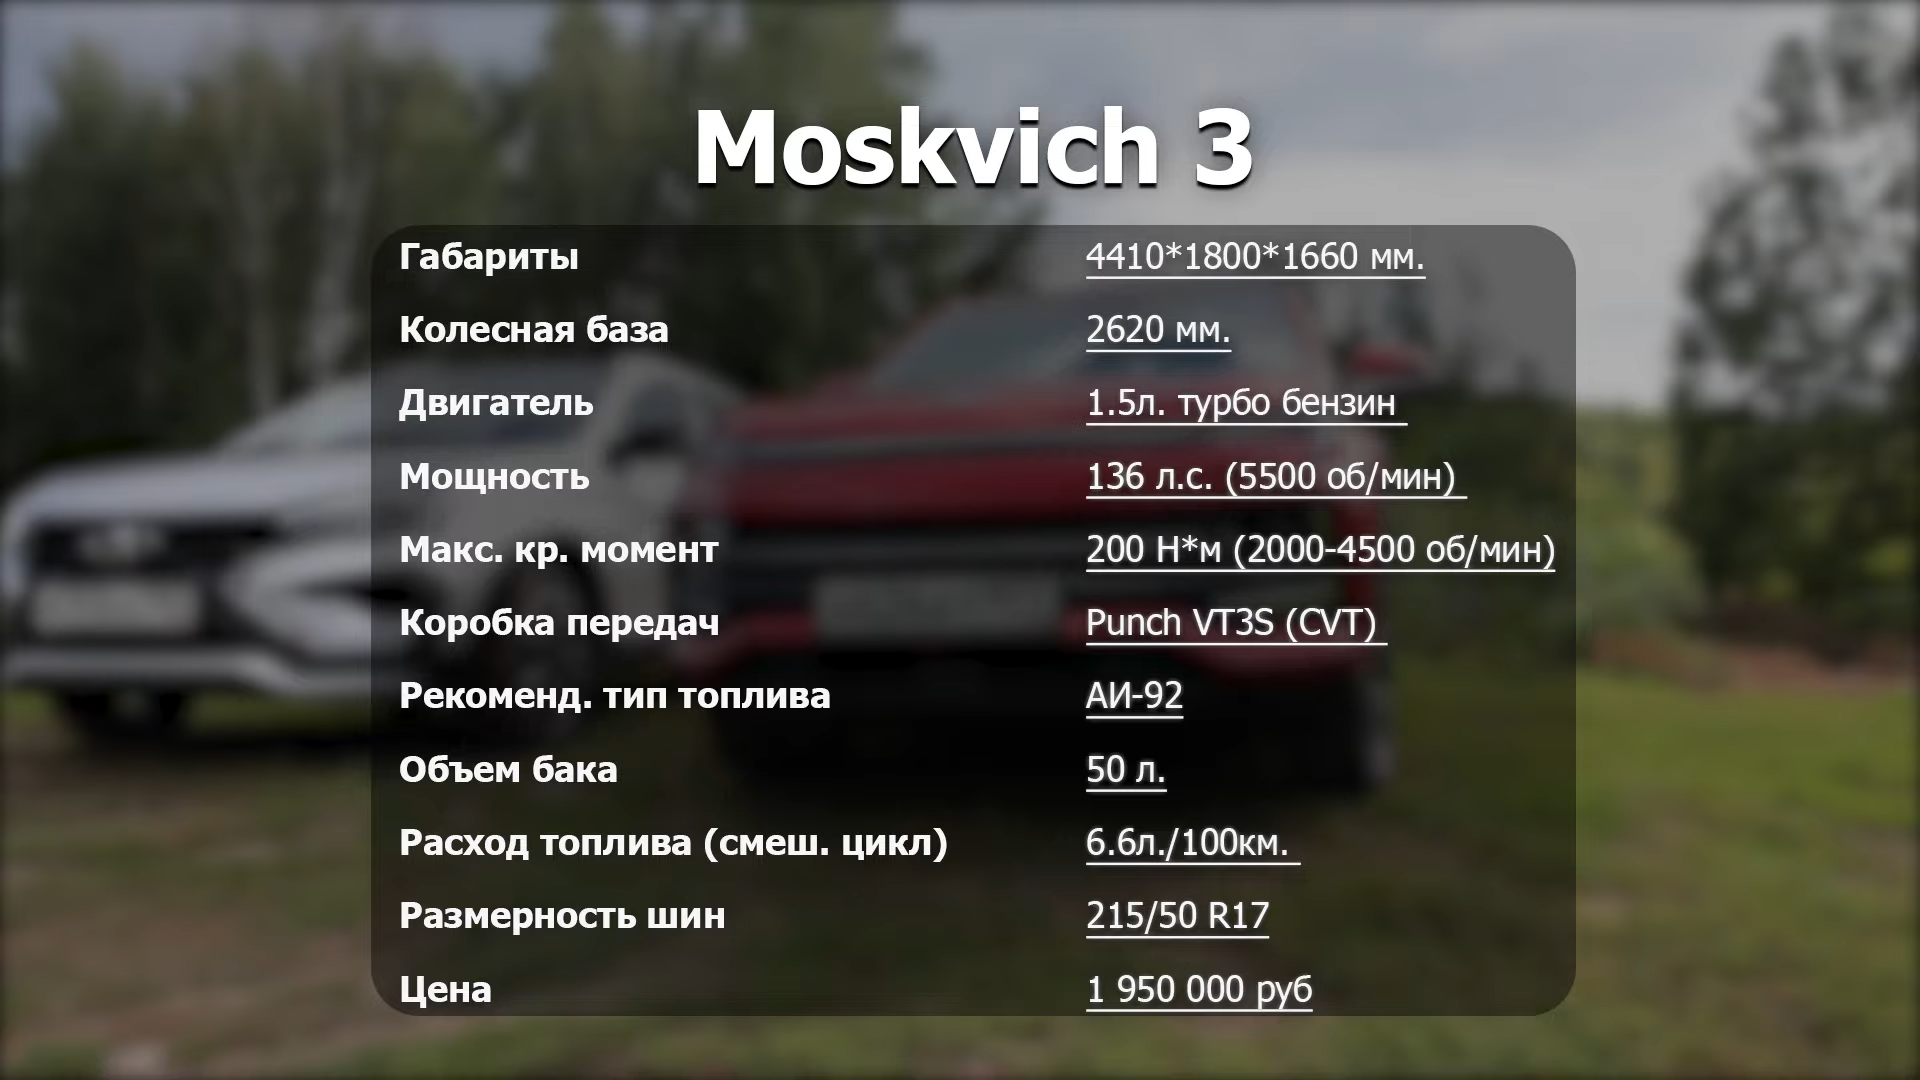 Moskvich 3
Габариты 4410*1800*1660 мм.
Колесная база 2620 мм.
Двигатель 1.5л. турбо бензин
Мощность 136 л.с. (5500 об/мин)
Макс. кр. момент 200 Н*м (2000-4500 об/мин)
Коробка передач Punch VT3S (CVT)
Рекоменд. тип топлива АИ-92
Объем бака 50 л.
Расход топлива (смеш. цикл) 6.6л./100км.
Размерность шин 215/50 R17
Цена 1 950 000 руб